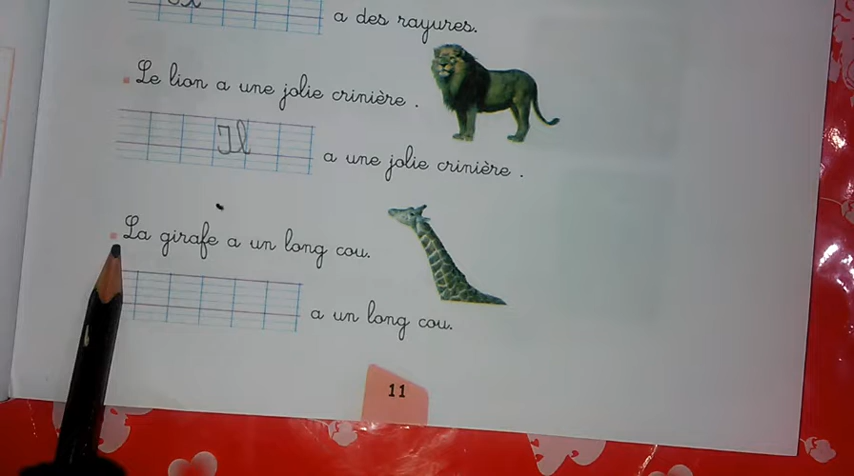 a des rayures.
Le lion a une jolie crinière .
Il a une jolie crinière .
La girafe a un long cou.
a un long cou.
11